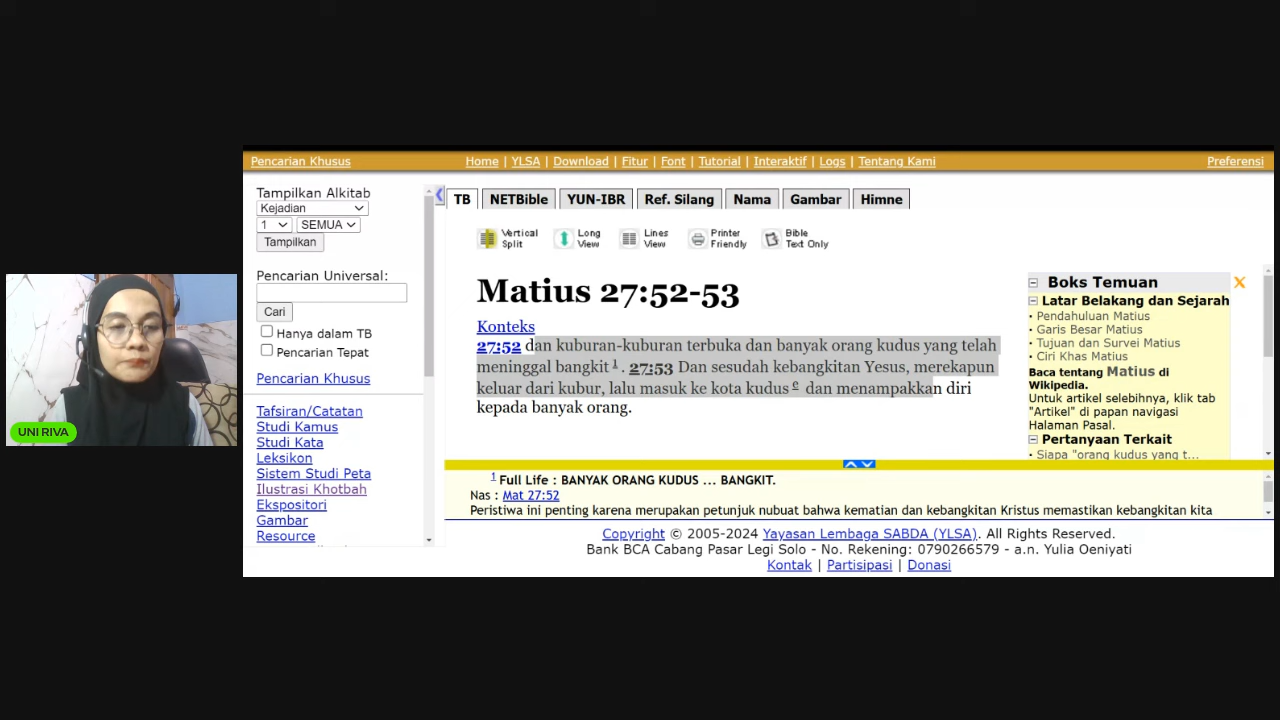 Pencarian Khusus Home | YLSA | Download | Fitur | Font | Tutorial | Interaktif | Logs | Tentang Kami Preferensi
Tampilkan Alkitab
Kejadian
1 SEMUA
Tampilkan
Pencarian Universal:
Cari
Hanya dalam TB
Pencarian Tepat
Pencarian Khusus
Tafsiran/Catatan
Studi Kamus
Studi Kata
Leksikon
Sistem Studi Peta
Ilustrasi Khotbah
Ekspositori
Gambar
Resource
TB NETBible YUN-IBR Ref. Silang Nama Gambar Himne
Vertical Split Long View Lines View Printer Friendly Bible Text Only
Matius 27:52-53
Konteks
27:52 dan kuburan-kuburan terbuka dan banyak orang kudus yang telah
meninggal bangkit 1 . 27:53 Dan sesudah kebangkitan Yesus, merekapun
keluar dari kubur, lalu masuk ke kota kudus e dan menampakkan diri
kepada banyak orang.
Boks Temuan
Latar Belakang dan Sejarah
• Pendahuluan Matius
• Garis Besar Matius
• Tujuan dan Survei Matius
• Ciri Khas Matius
Baca tentang Matius di
Wikipedia.
Untuk artikel selebihnya, klik tab
"Artikel" di papan navigasi
Halaman Pasal.
Pertanyaan Terkait
• Siapa "orang kudus yang t...
1 Full Life : BANYAK ORANG KUDUS ... BANGKIT.
Nas : Mat 27:52
Peristiwa ini penting karena merupakan petunjuk nubuat bahwa kematian dan kebangkitan Kristus memastikan kebangkitan kita
Copyright © 2005-2024 Yayasan Lembaga SABDA (YLSA). All Rights Reserved.
Bank BCA Cabang Pasar Legi Solo - No. Rekening: 0790266579 - a.n. Yulia Oeniyati
Kontak | Partisipasi | Donasi
UNI RIVA